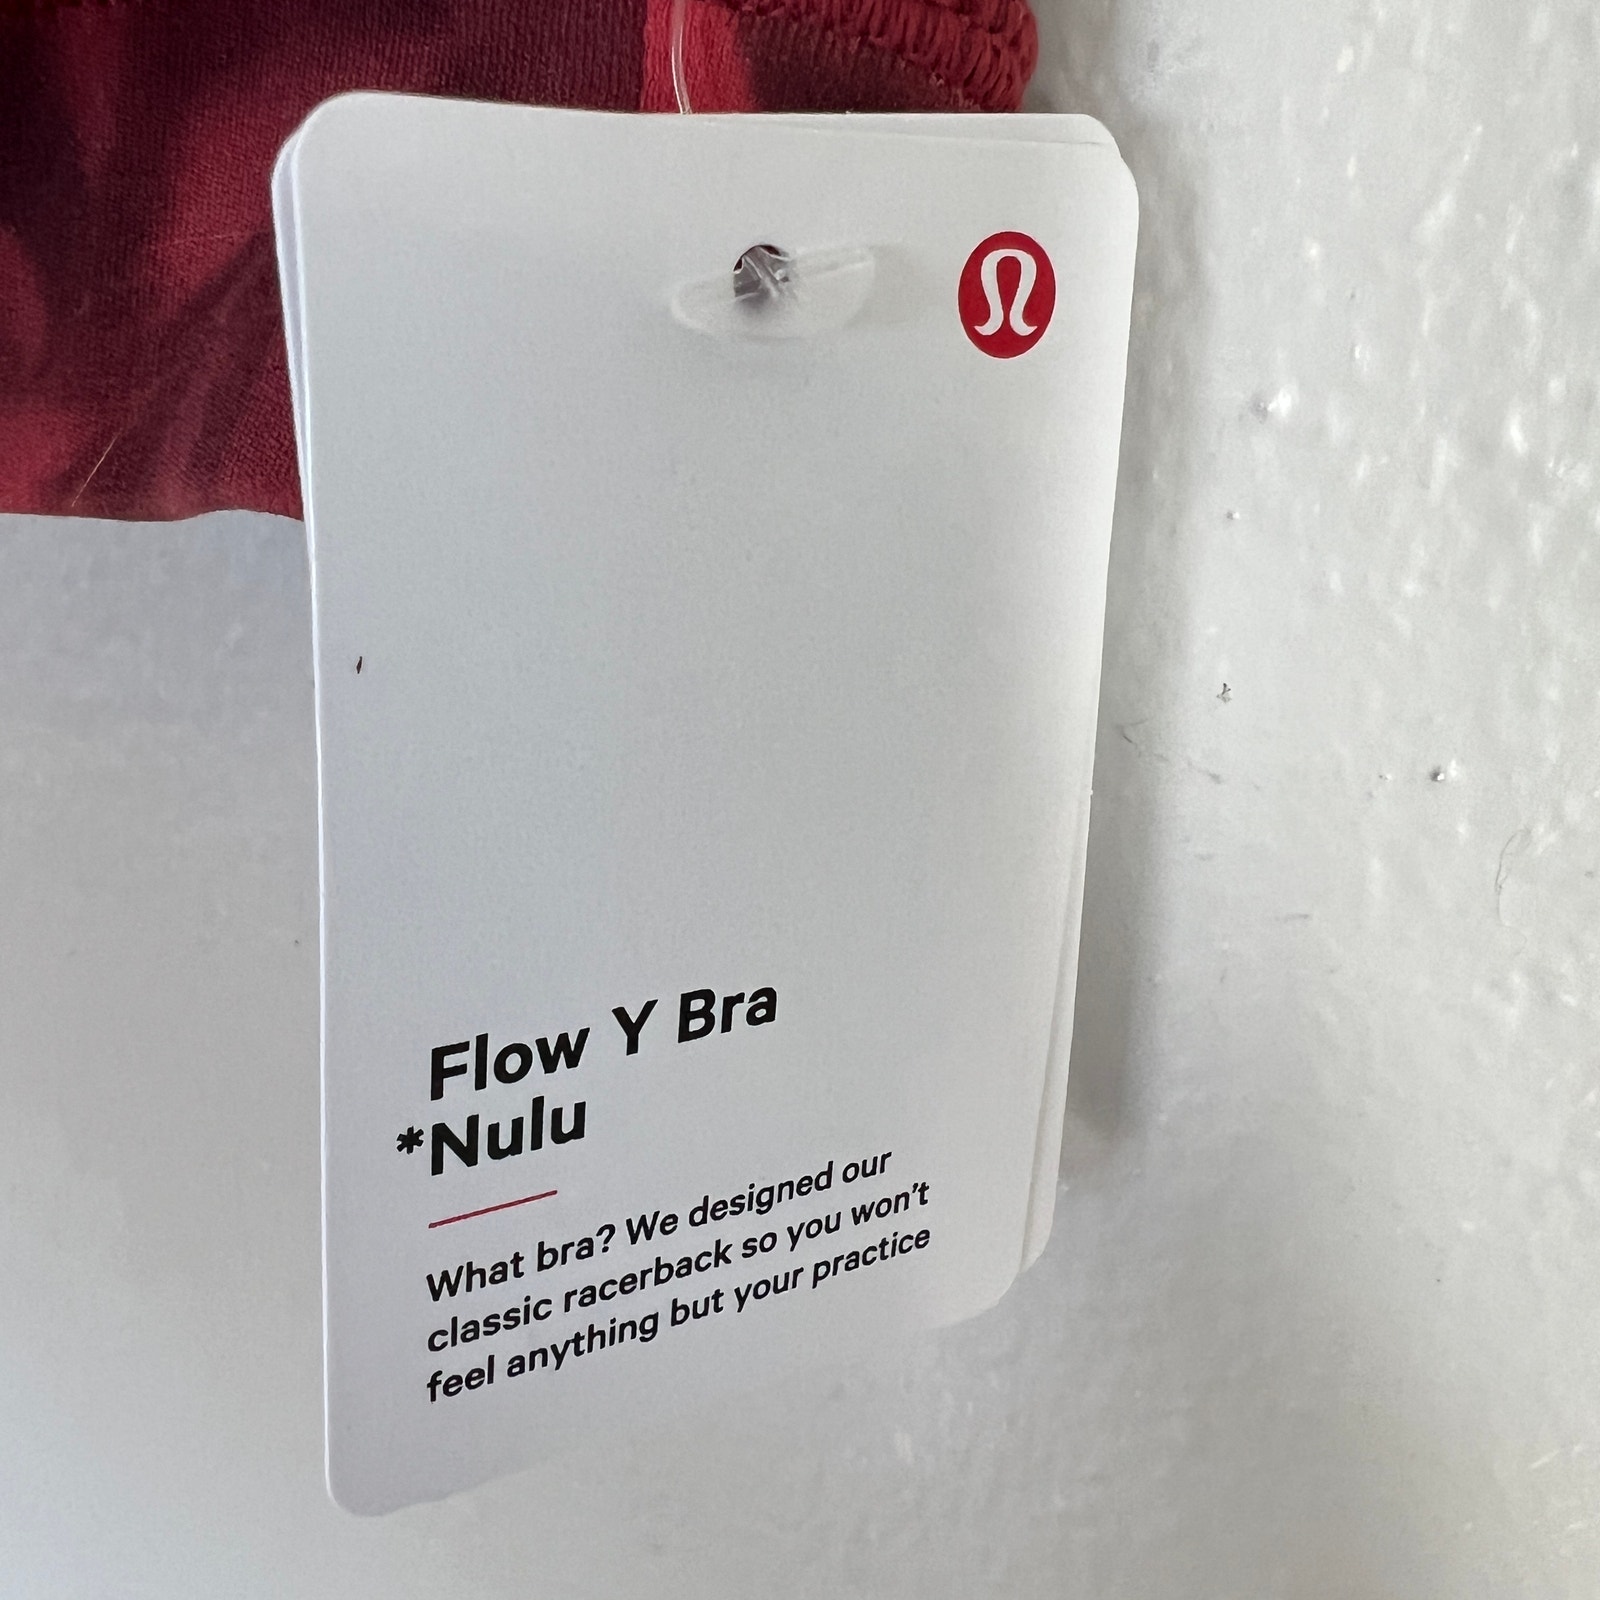 Flow Y Bra
*Nulu
What bra? We designed our
classic racerback so you won't
feel anything but your practice